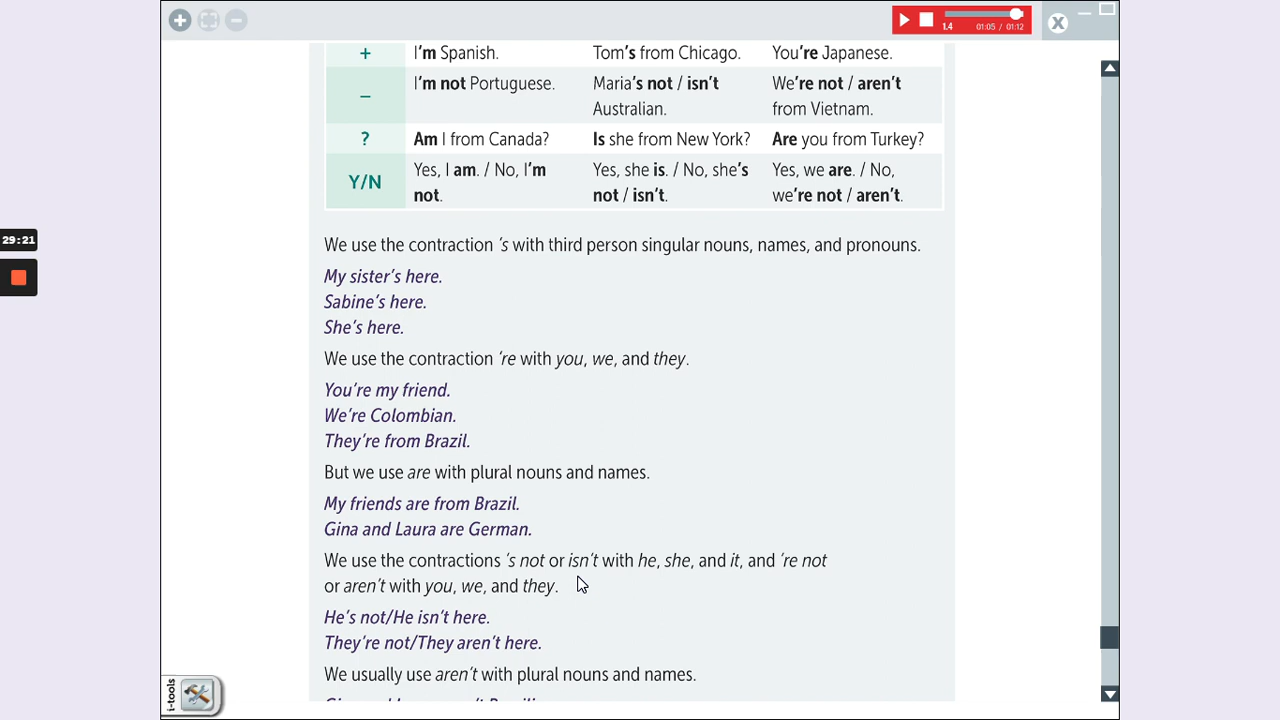 1.4 01:05 / 01:12
X
+ I'm Spanish. Tom's from Chicago. You're Japanese.
– I'm not Portuguese. Maria's not / isn't We're not / aren't
Australian. from Vietnam.
? Am I from Canada? Is she from New York? Are you from Turkey?
Y/N Yes, I am. / No, I'm Yes, she is. / No, she's Yes, we are. / No,
not. not / isn't. we're not / aren't.
29:21
We use the contraction 's with third person singular nouns, names, and pronouns.
My sister's here.
Sabine's here.
She's here.
We use the contraction 're with you, we, and they.
You're my friend.
We're Colombian.
They're from Brazil.
But we use are with plural nouns and names.
My friends are from Brazil.
Gina and Laura are German.
We use the contractions 's not or isn't with he, she, and it, and 're not
or aren't with you, we, and they.
He's not/He isn't here.
They're not/They aren't here.
We usually use aren't with plural nouns and names.
i-tools